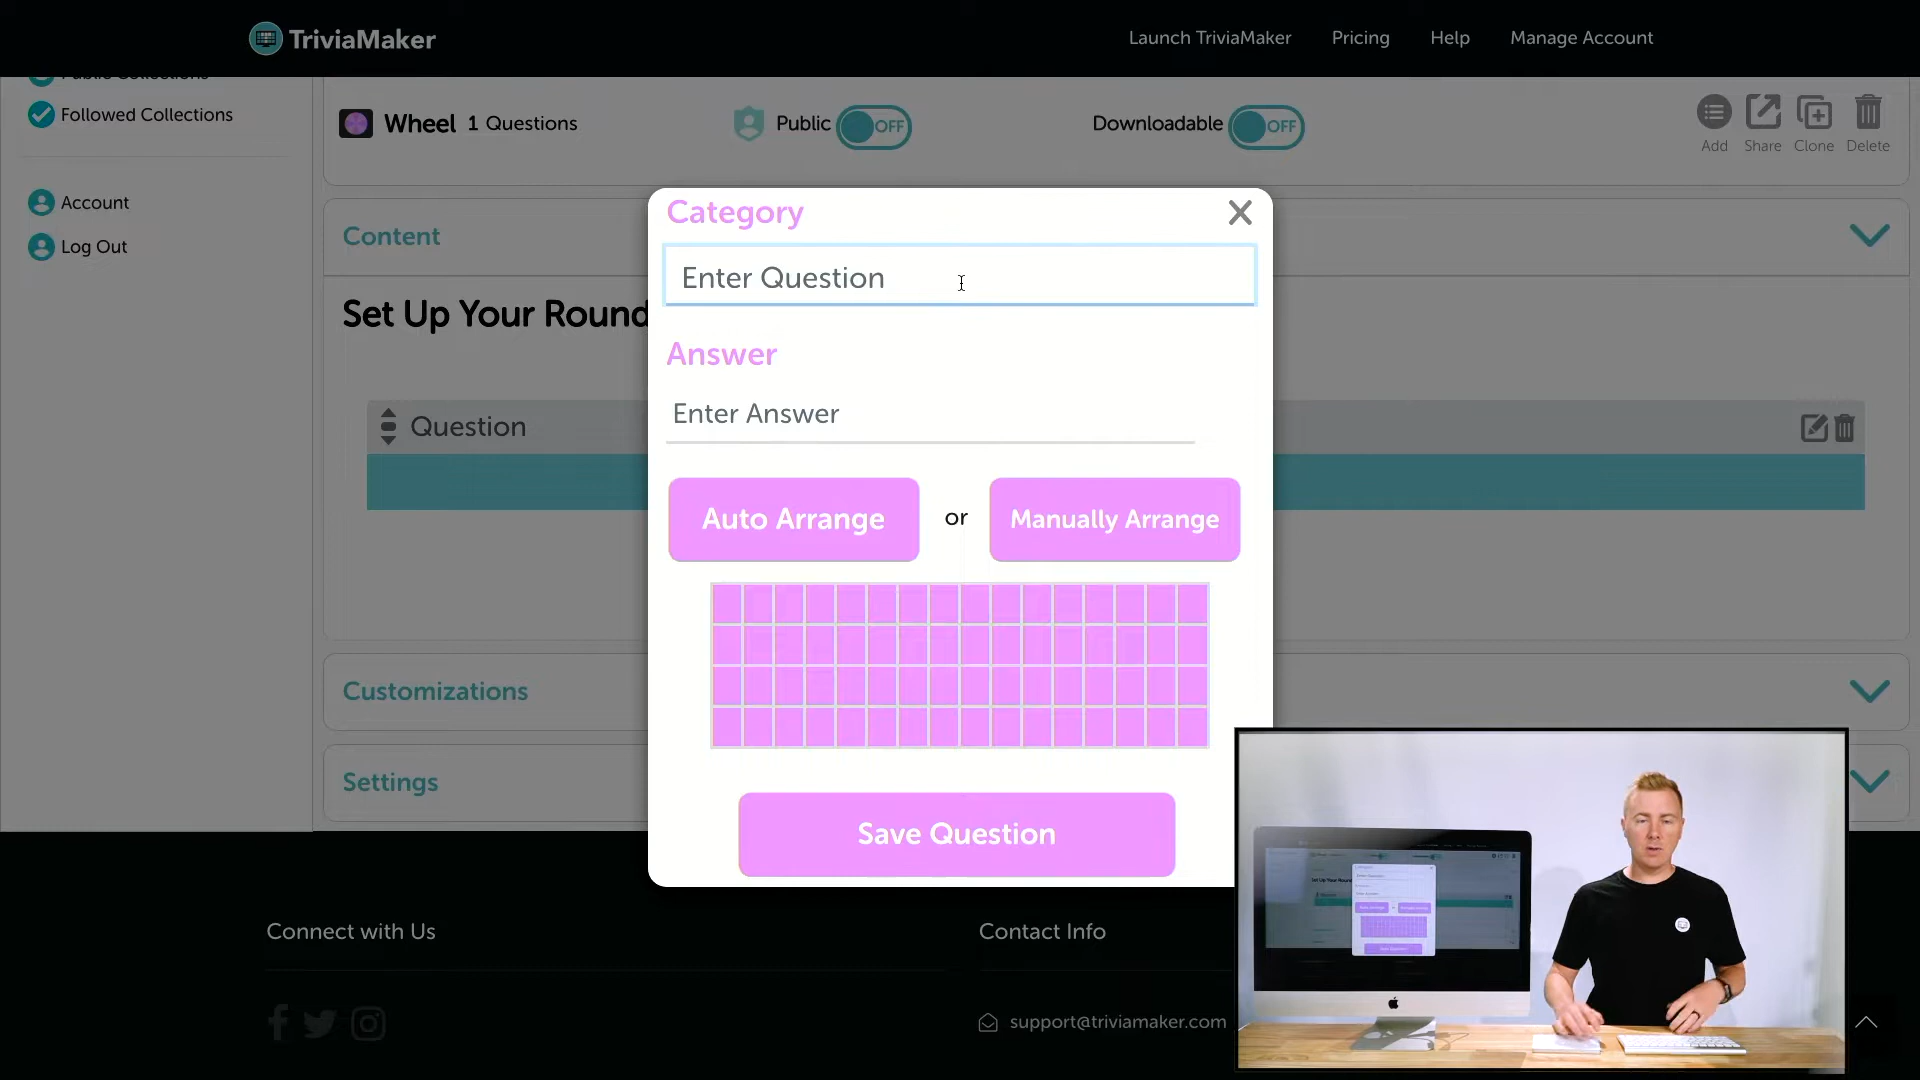 TriviaMaker
Launch TriviaMaker
Pricing
Help
Manage Account
Public Collections
Followed Collections
Account
Log Out
Wheel 1 Questions
Public OFF
Downloadable OFF
Add
Share
Clone
Delete
Content
Set Up Your Round
Question
Customizations
Settings
Category
Enter Question
Answer
Enter Answer
Auto Arrange
or
Manually Arrange
Save Question
Connect with Us
Contact Info
support@triviamaker.com